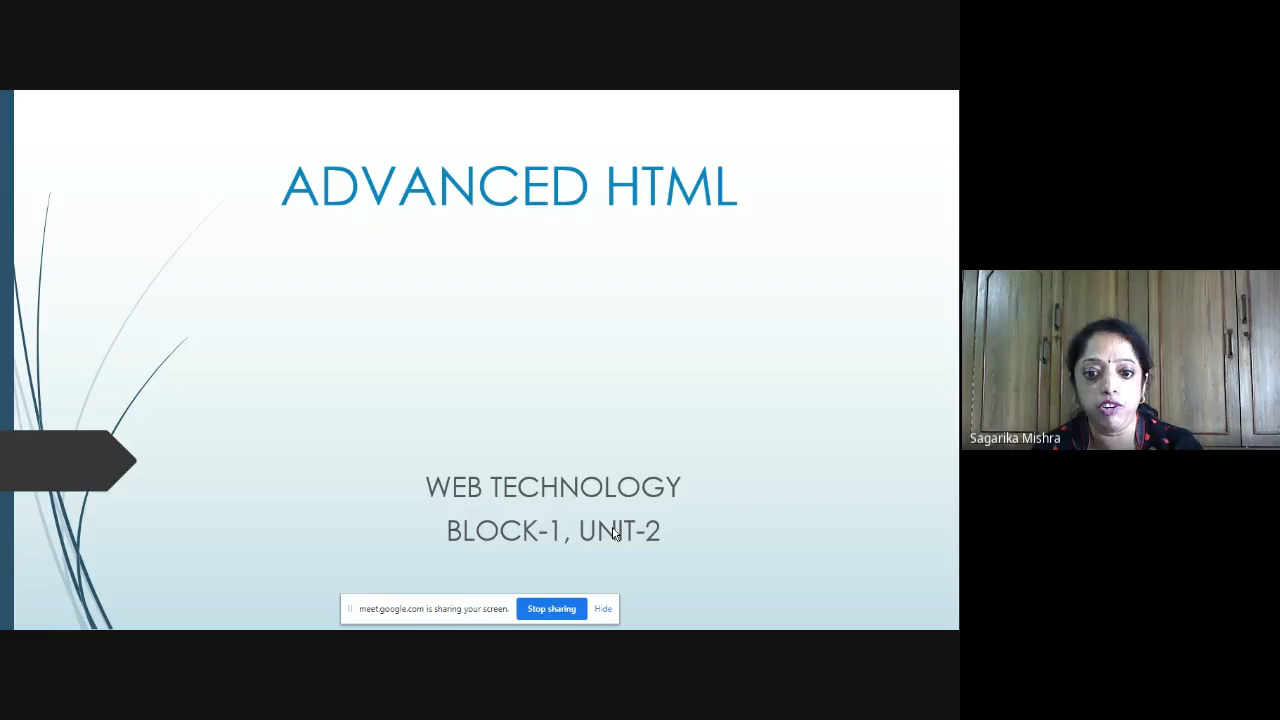 ADVANCED HTML
WEB TECHNOLOGY
BLOCK-1, UNIT-2
meet.google.com is sharing your screen.
Stop sharing
Hide
Sagarika Mishra